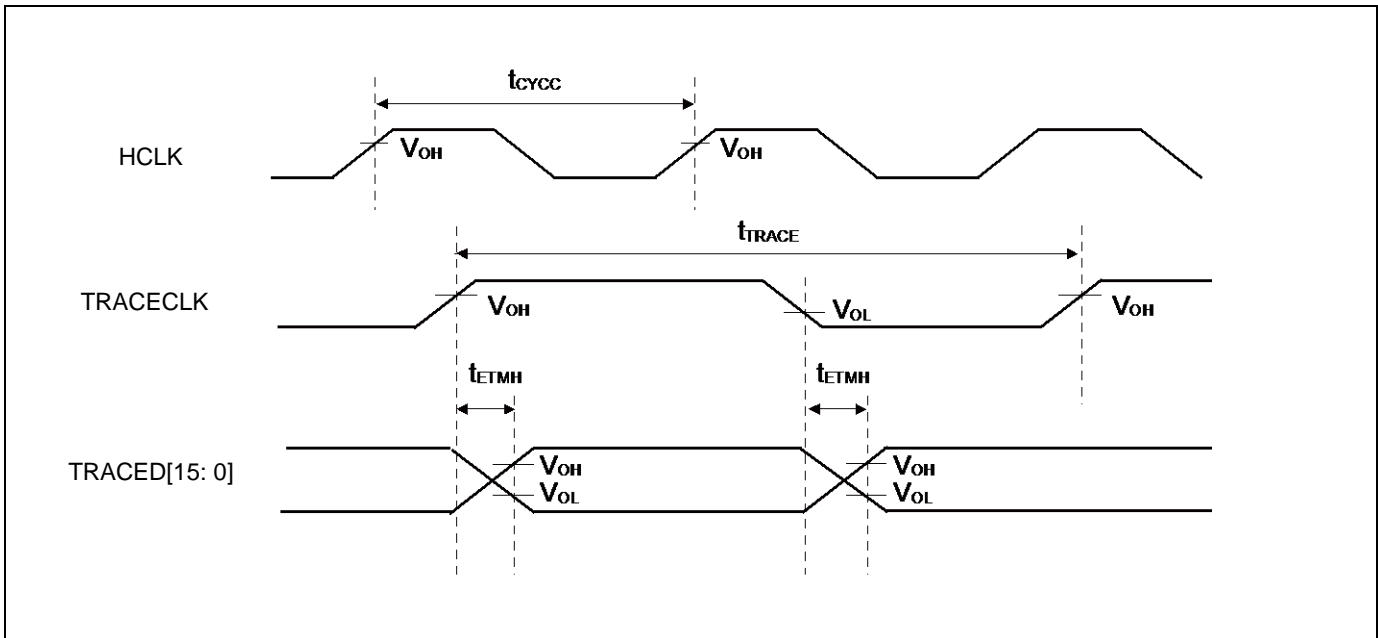 tCYCC
HCLK
VOH VOH
tTRACE
TRACECLK
VOH VOL VOH
tETMH tETMH
TRACED[15: 0]
VOH VOH
VOL VOL